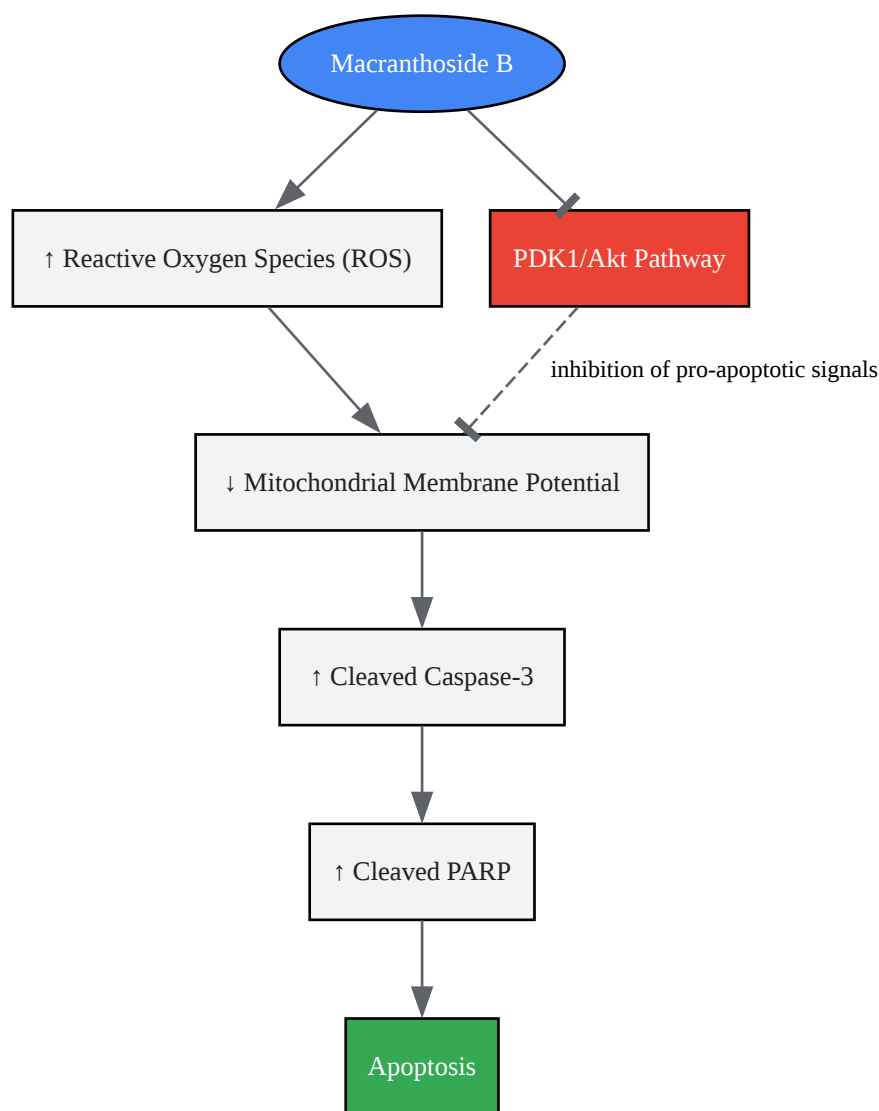 Macranthoside B
↑ Reactive Oxygen Species (ROS)
PDK1/Akt Pathway
inhibition of pro-apoptotic signals
↓ Mitochondrial Membrane Potential
↑ Cleaved Caspase-3
↑ Cleaved PARP
Apoptosis